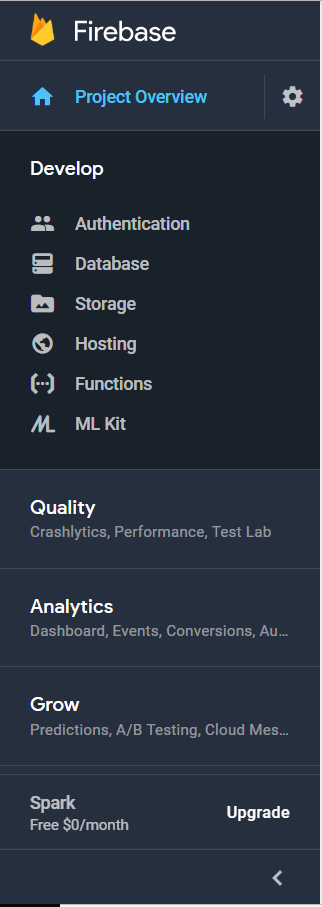 Firebase
Project Overview
Develop
Authentication
Database
Storage
Hosting
Functions
ML Kit
Quality
Crashlytics, Performance, Test Lab
Analytics
Dashboard, Events, Conversions, Au...
Grow
Predictions, A/B Testing, Cloud Mes...
Spark
Free $0/month
Upgrade